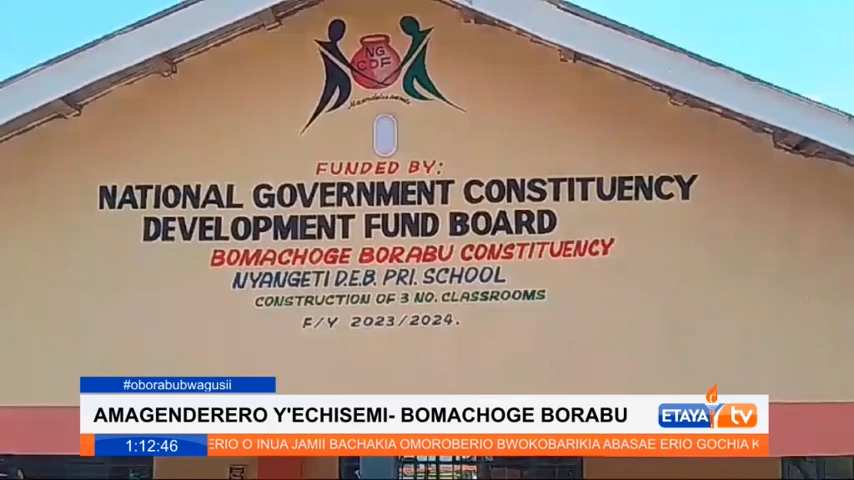 NG
CDF
FUNDED BY:
NATIONAL GOVERNMENT CONSTITUENCY
DEVELOPMENT FUND BOARD
BOMACHOGE BORABU CONSTITUENCY
NYANGETI D.E.B. PRI. SCHOOL
CONSTRUCTION OF 3 NO. CLASSROOMS
F/Y 2023/2024.
#oborabubwagusii
AMAGENDERERO Y'ECHISEMI- BOMACHOGE BORABU
ETAYA tv
1:12:46
ERIO O INUA JAMII BACHAKIA OMOROBERIO BWOKOBARIKIA ABASAE ERIO GOCHIA K